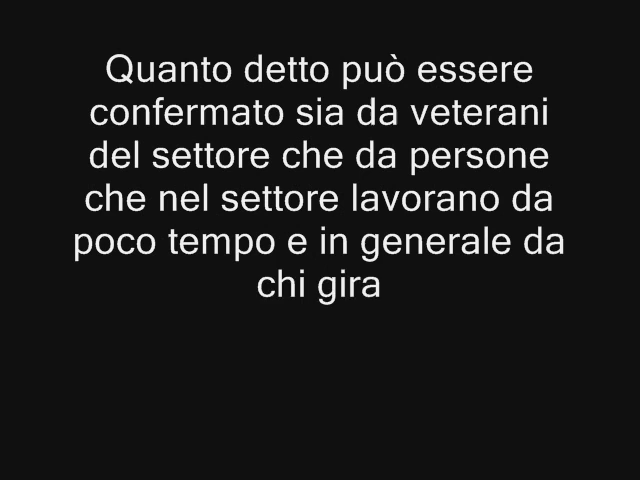 Quanto detto può essere
confermato sia da veterani
del settore che da persone
che nel settore lavorano da
poco tempo e in generale da
chi gira